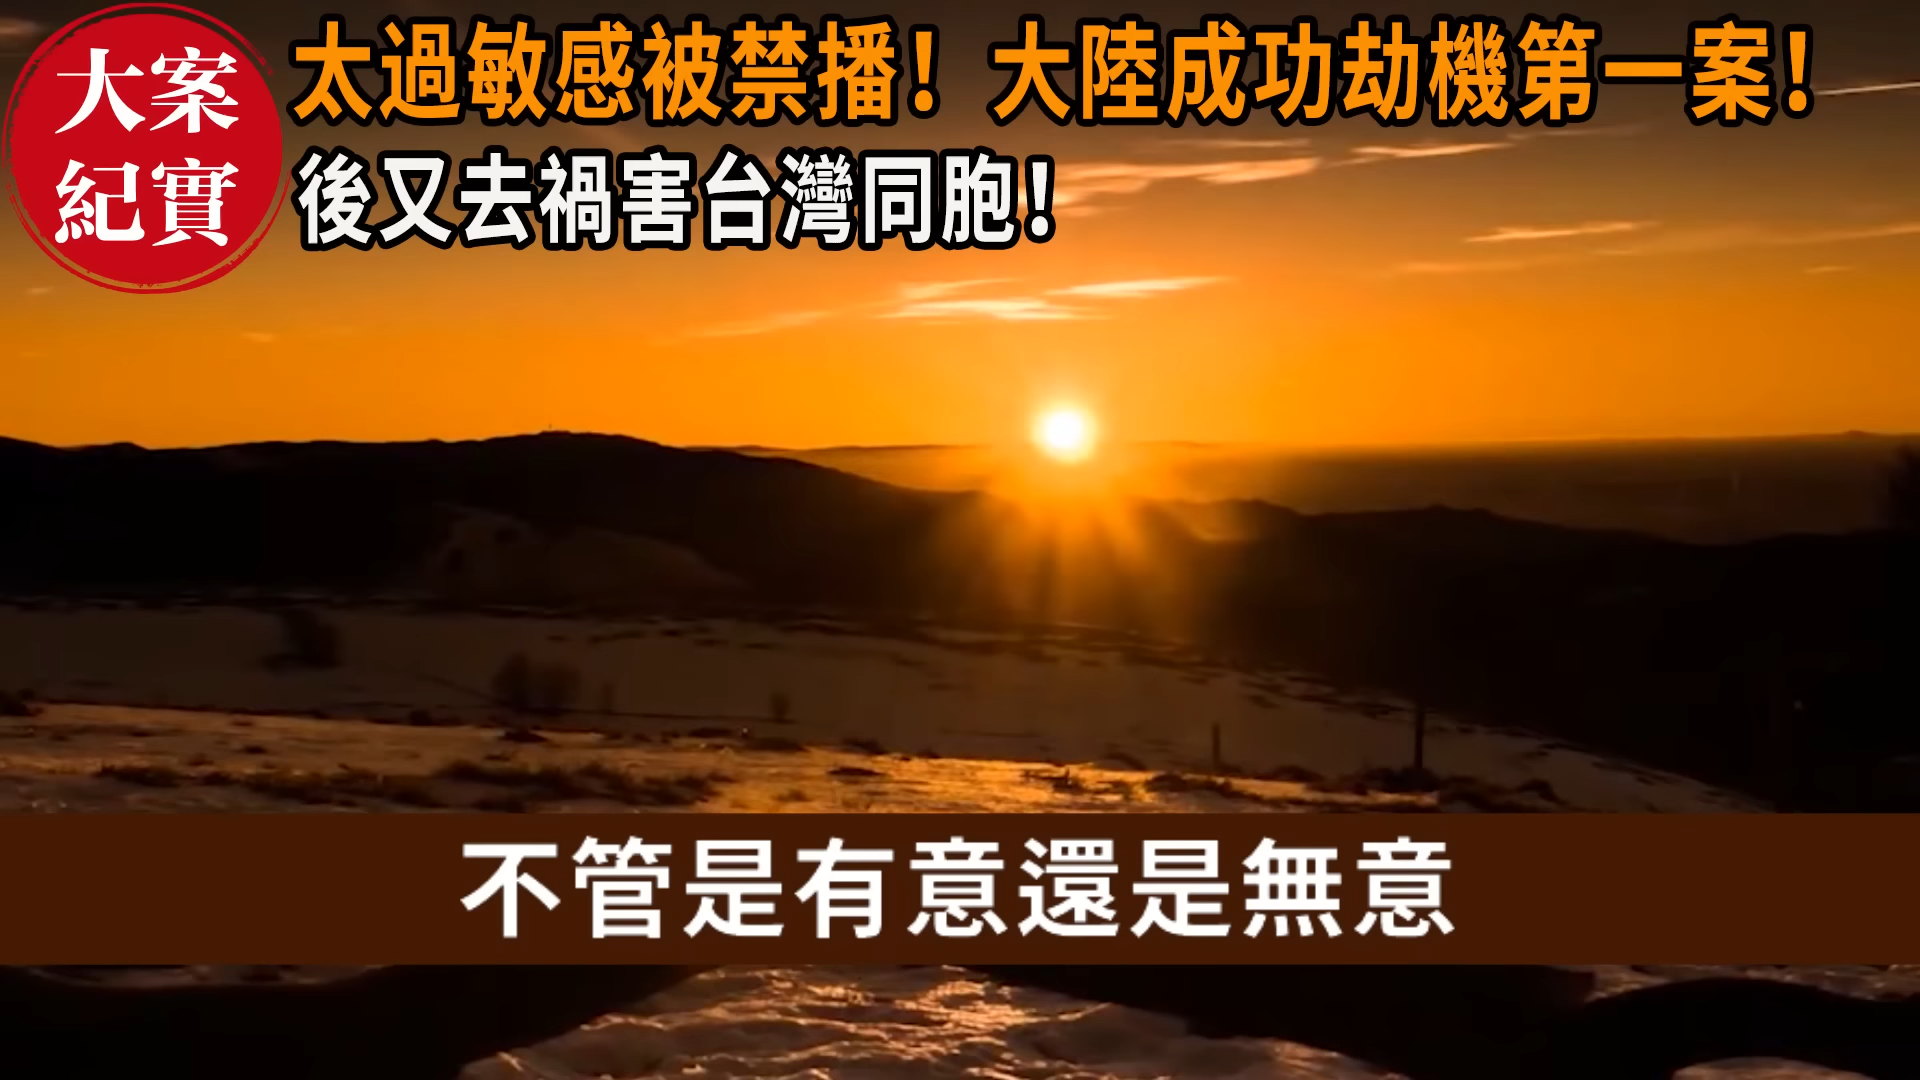 大案
紀實
太過敏感被禁播！大陸成功劫機第一案！
後又去禍害台灣同胞！
不管是有意還是無意